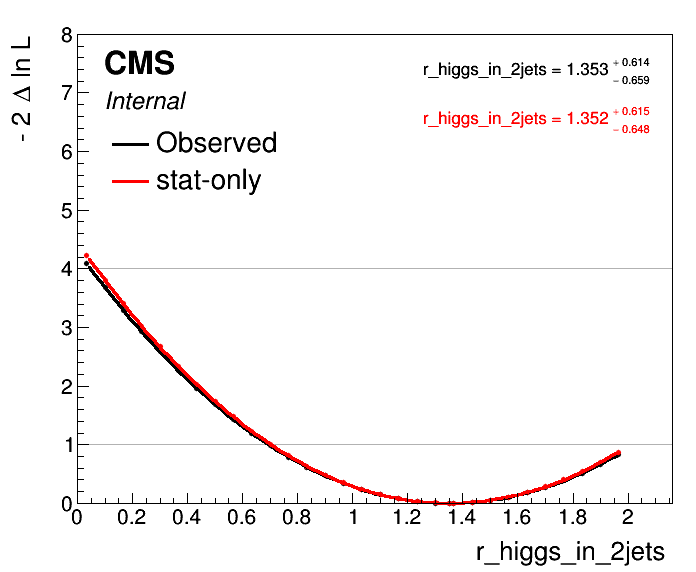 - 2 Δ ln L
8
7
6
5
4
3
2
1
0
CMS
Internal
Observed
stat-only
r_higgs_in_2jets = 1.353 + 0.614 − 0.659
r_higgs_in_2jets = 1.352 + 0.615 − 0.648
0 0.2 0.4 0.6 0.8 1 1.2 1.4 1.6 1.8 2
r_higgs_in_2jets